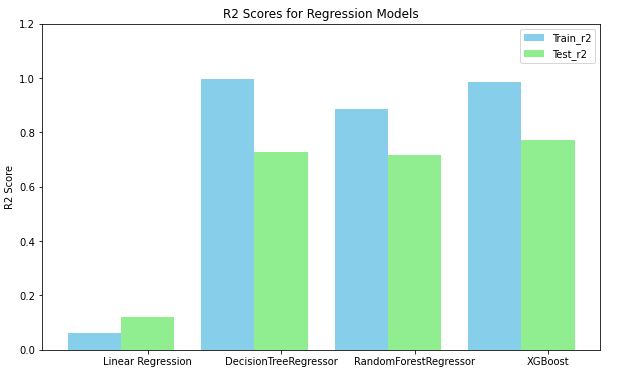 R2 Scores for Regression Models
1.2
1.0
0.8
0.6
0.4
0.2
0.0
R2 Score
Train_r2
Test_r2
Linear Regression
DecisionTreeRegressor
RandomForestRegressor
XGBoost